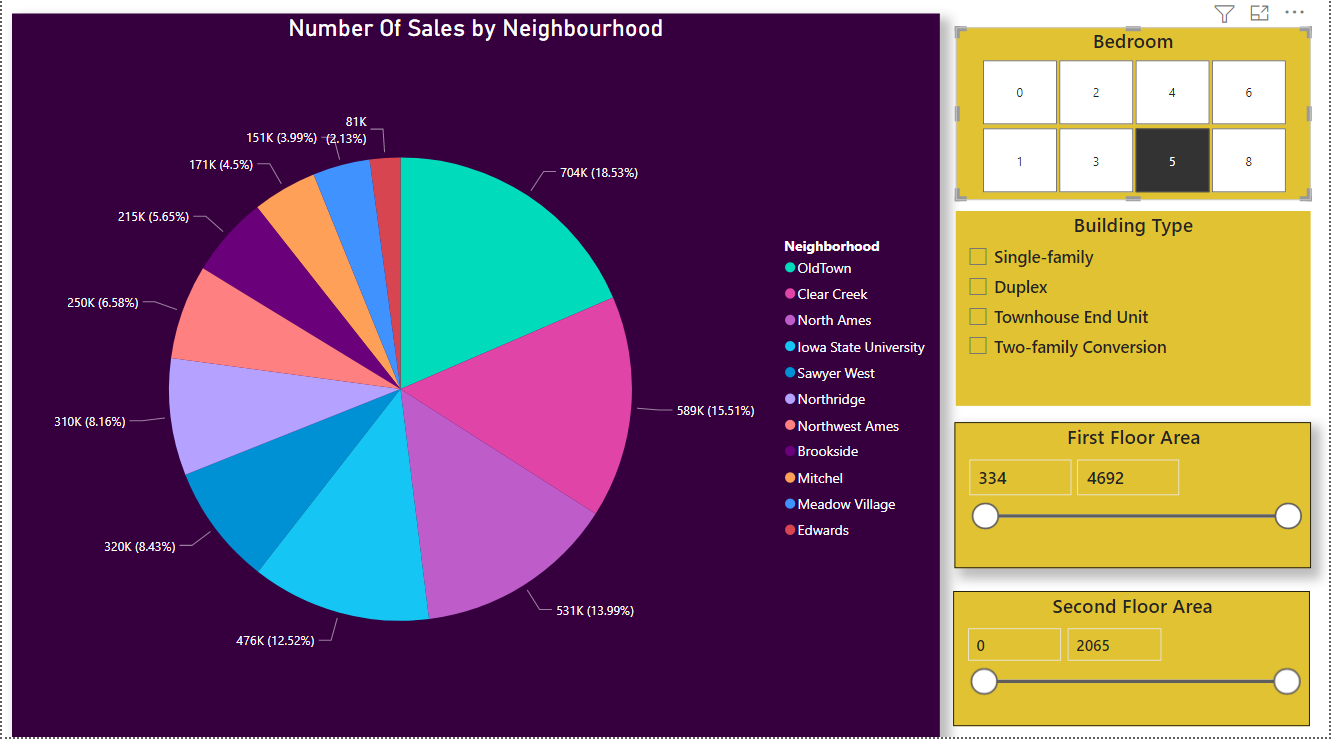 Number Of Sales by Neighbourhood
81K
(2.13%)
151K (3.99%)
171K (4.5%)
704K (18.53%)
215K (5.65%)
250K (6.58%)
589K (15.51%)
310K (8.16%)
320K (8.43%)
531K (13.99%)
476K (12.52%)
Neighborhood
OldTown
Clear Creek
North Ames
Iowa State University
Sawyer West
Northridge
Northwest Ames
Brookside
Mitchel
Meadow Village
Edwards
Bedroom
0 2 4 6
1 3 5 8
Building Type
Single-family
Duplex
Townhouse End Unit
Two-family Conversion
First Floor Area
334 4692
Second Floor Area
0 2065